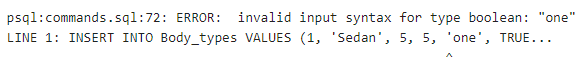 psql:commands.sql:72: ERROR:  invalid input syntax for type boolean: "one"
LINE 1: INSERT INTO Body_types VALUES (1, 'Sedan', 5, 5, 'one', TRUE...
^